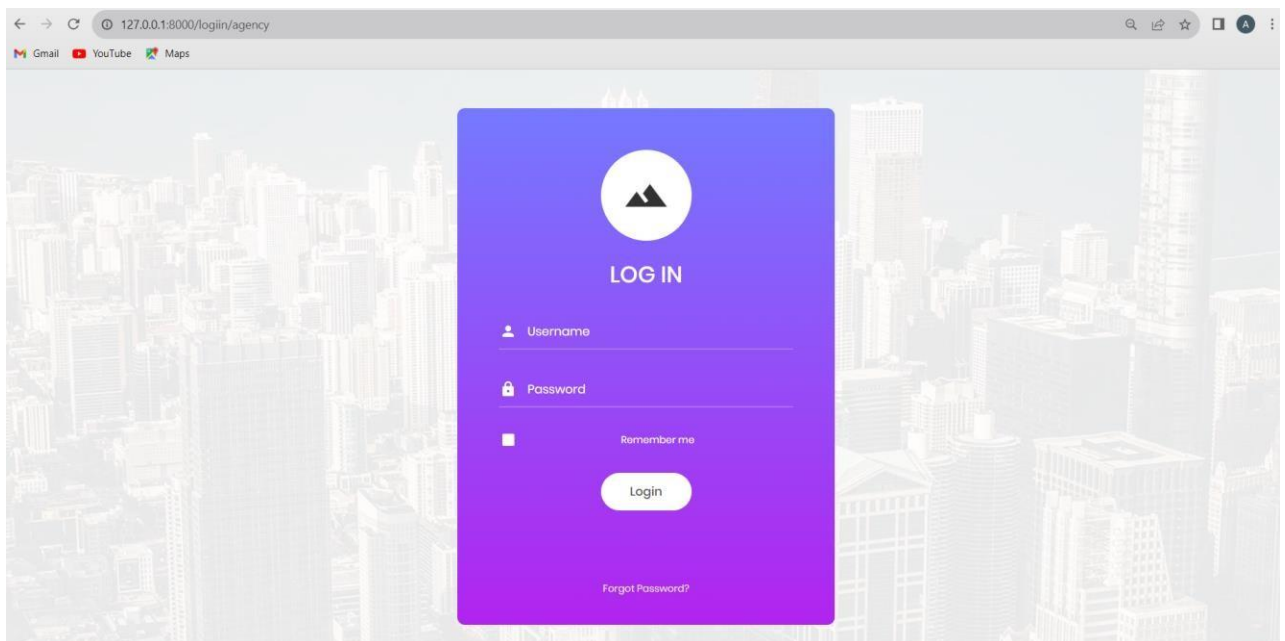 127.0.0.1:8000/logiin/agency
A
Gmail YouTube Maps
LOG IN
Username
Password
Remember me
Login
Forgot Password?